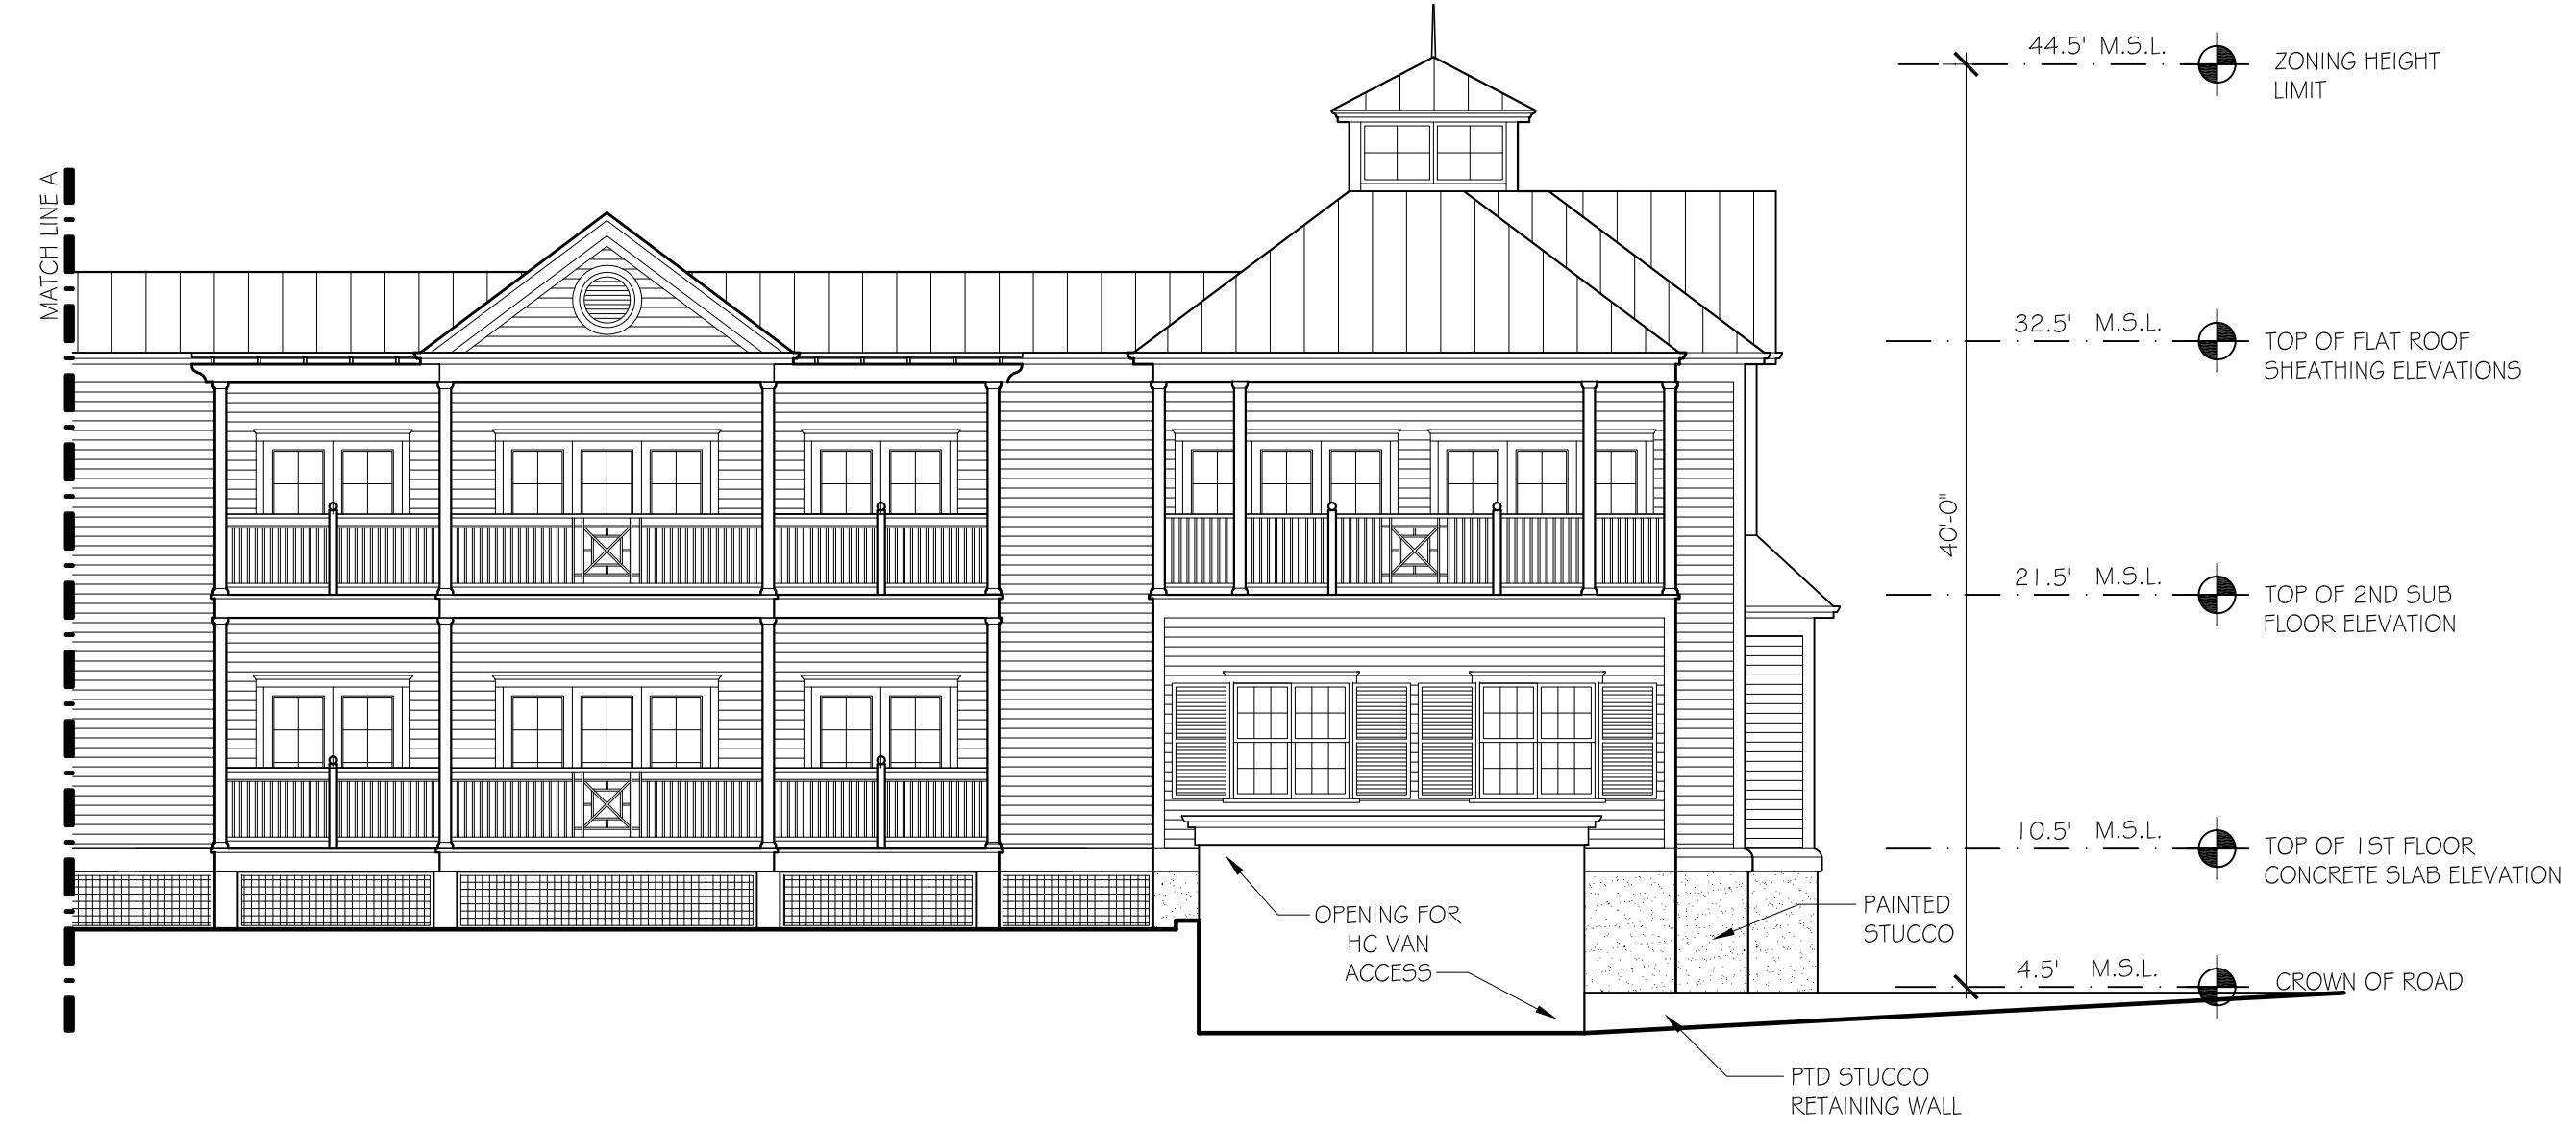 MATCH LINE A
44.5' M.S.L.
ZONING HEIGHT
LIMIT
32.5' M.S.L.
TOP OF FLAT ROOF
SHEATHING ELEVATIONS
40'-0"
21.5' M.S.L.
TOP OF 2ND SUB
FLOOR ELEVATION
10.5' M.S.L.
TOP OF 1ST FLOOR
CONCRETE SLAB ELEVATION
OPENING FOR
HC VAN
ACCESS
PAINTED
STUCCO
4.5' M.S.L.
CROWN OF ROAD
PTD STUCCO
RETAINING WALL